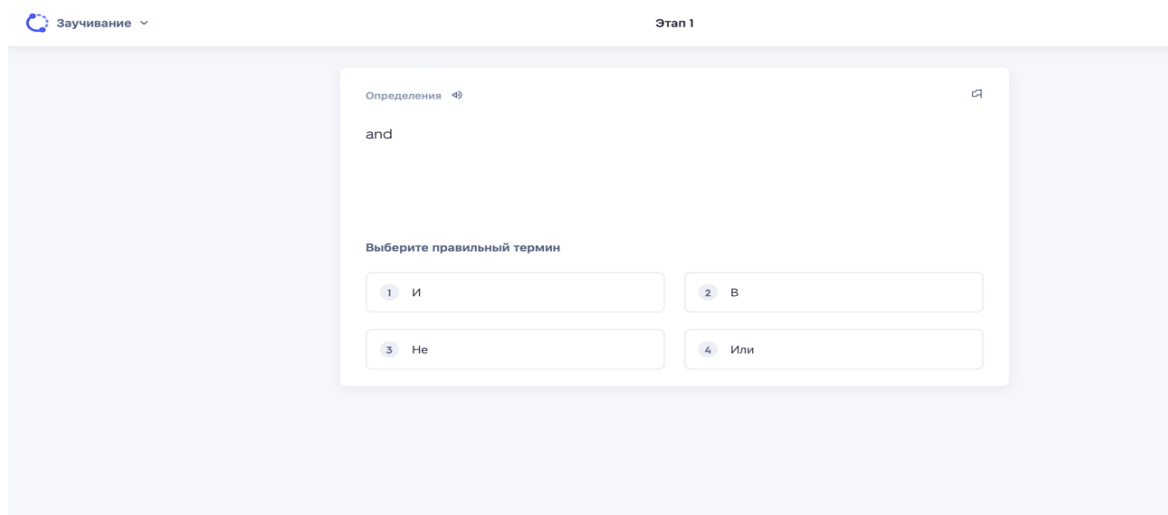 Заучивание Этап 1
Определения
and
Выберите правильный термин
1 И 2 В
3 Не 4 Или